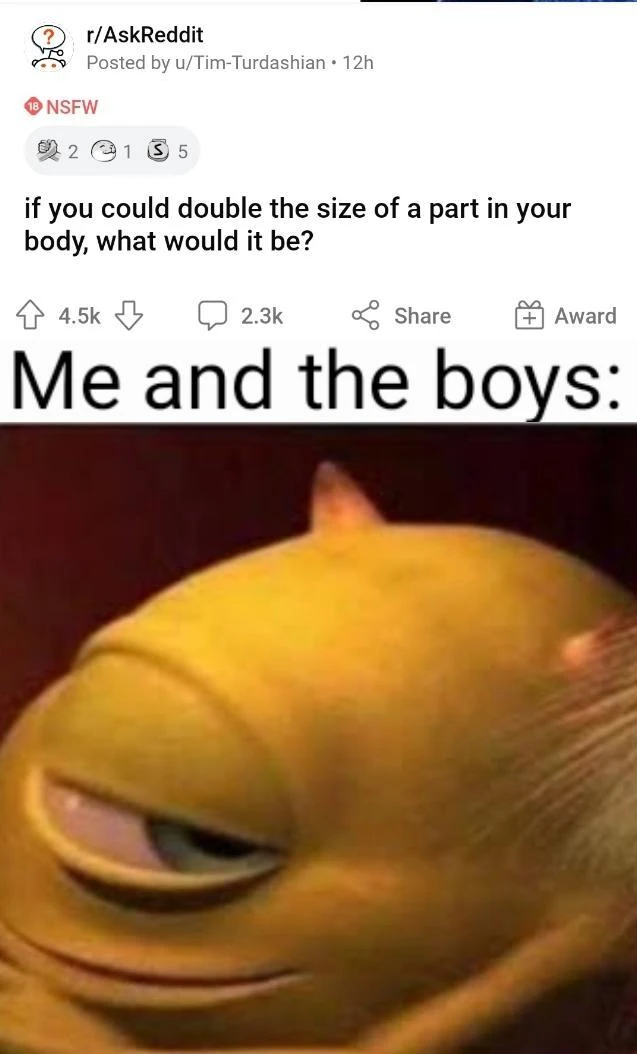 r/AskReddit
Posted by u/Tim-Turdashian • 12h
18 NSFW
2 1 S 5
if you could double the size of a part in your
body, what would it be?
4.5k 2.3k Share Award
Me and the boys: